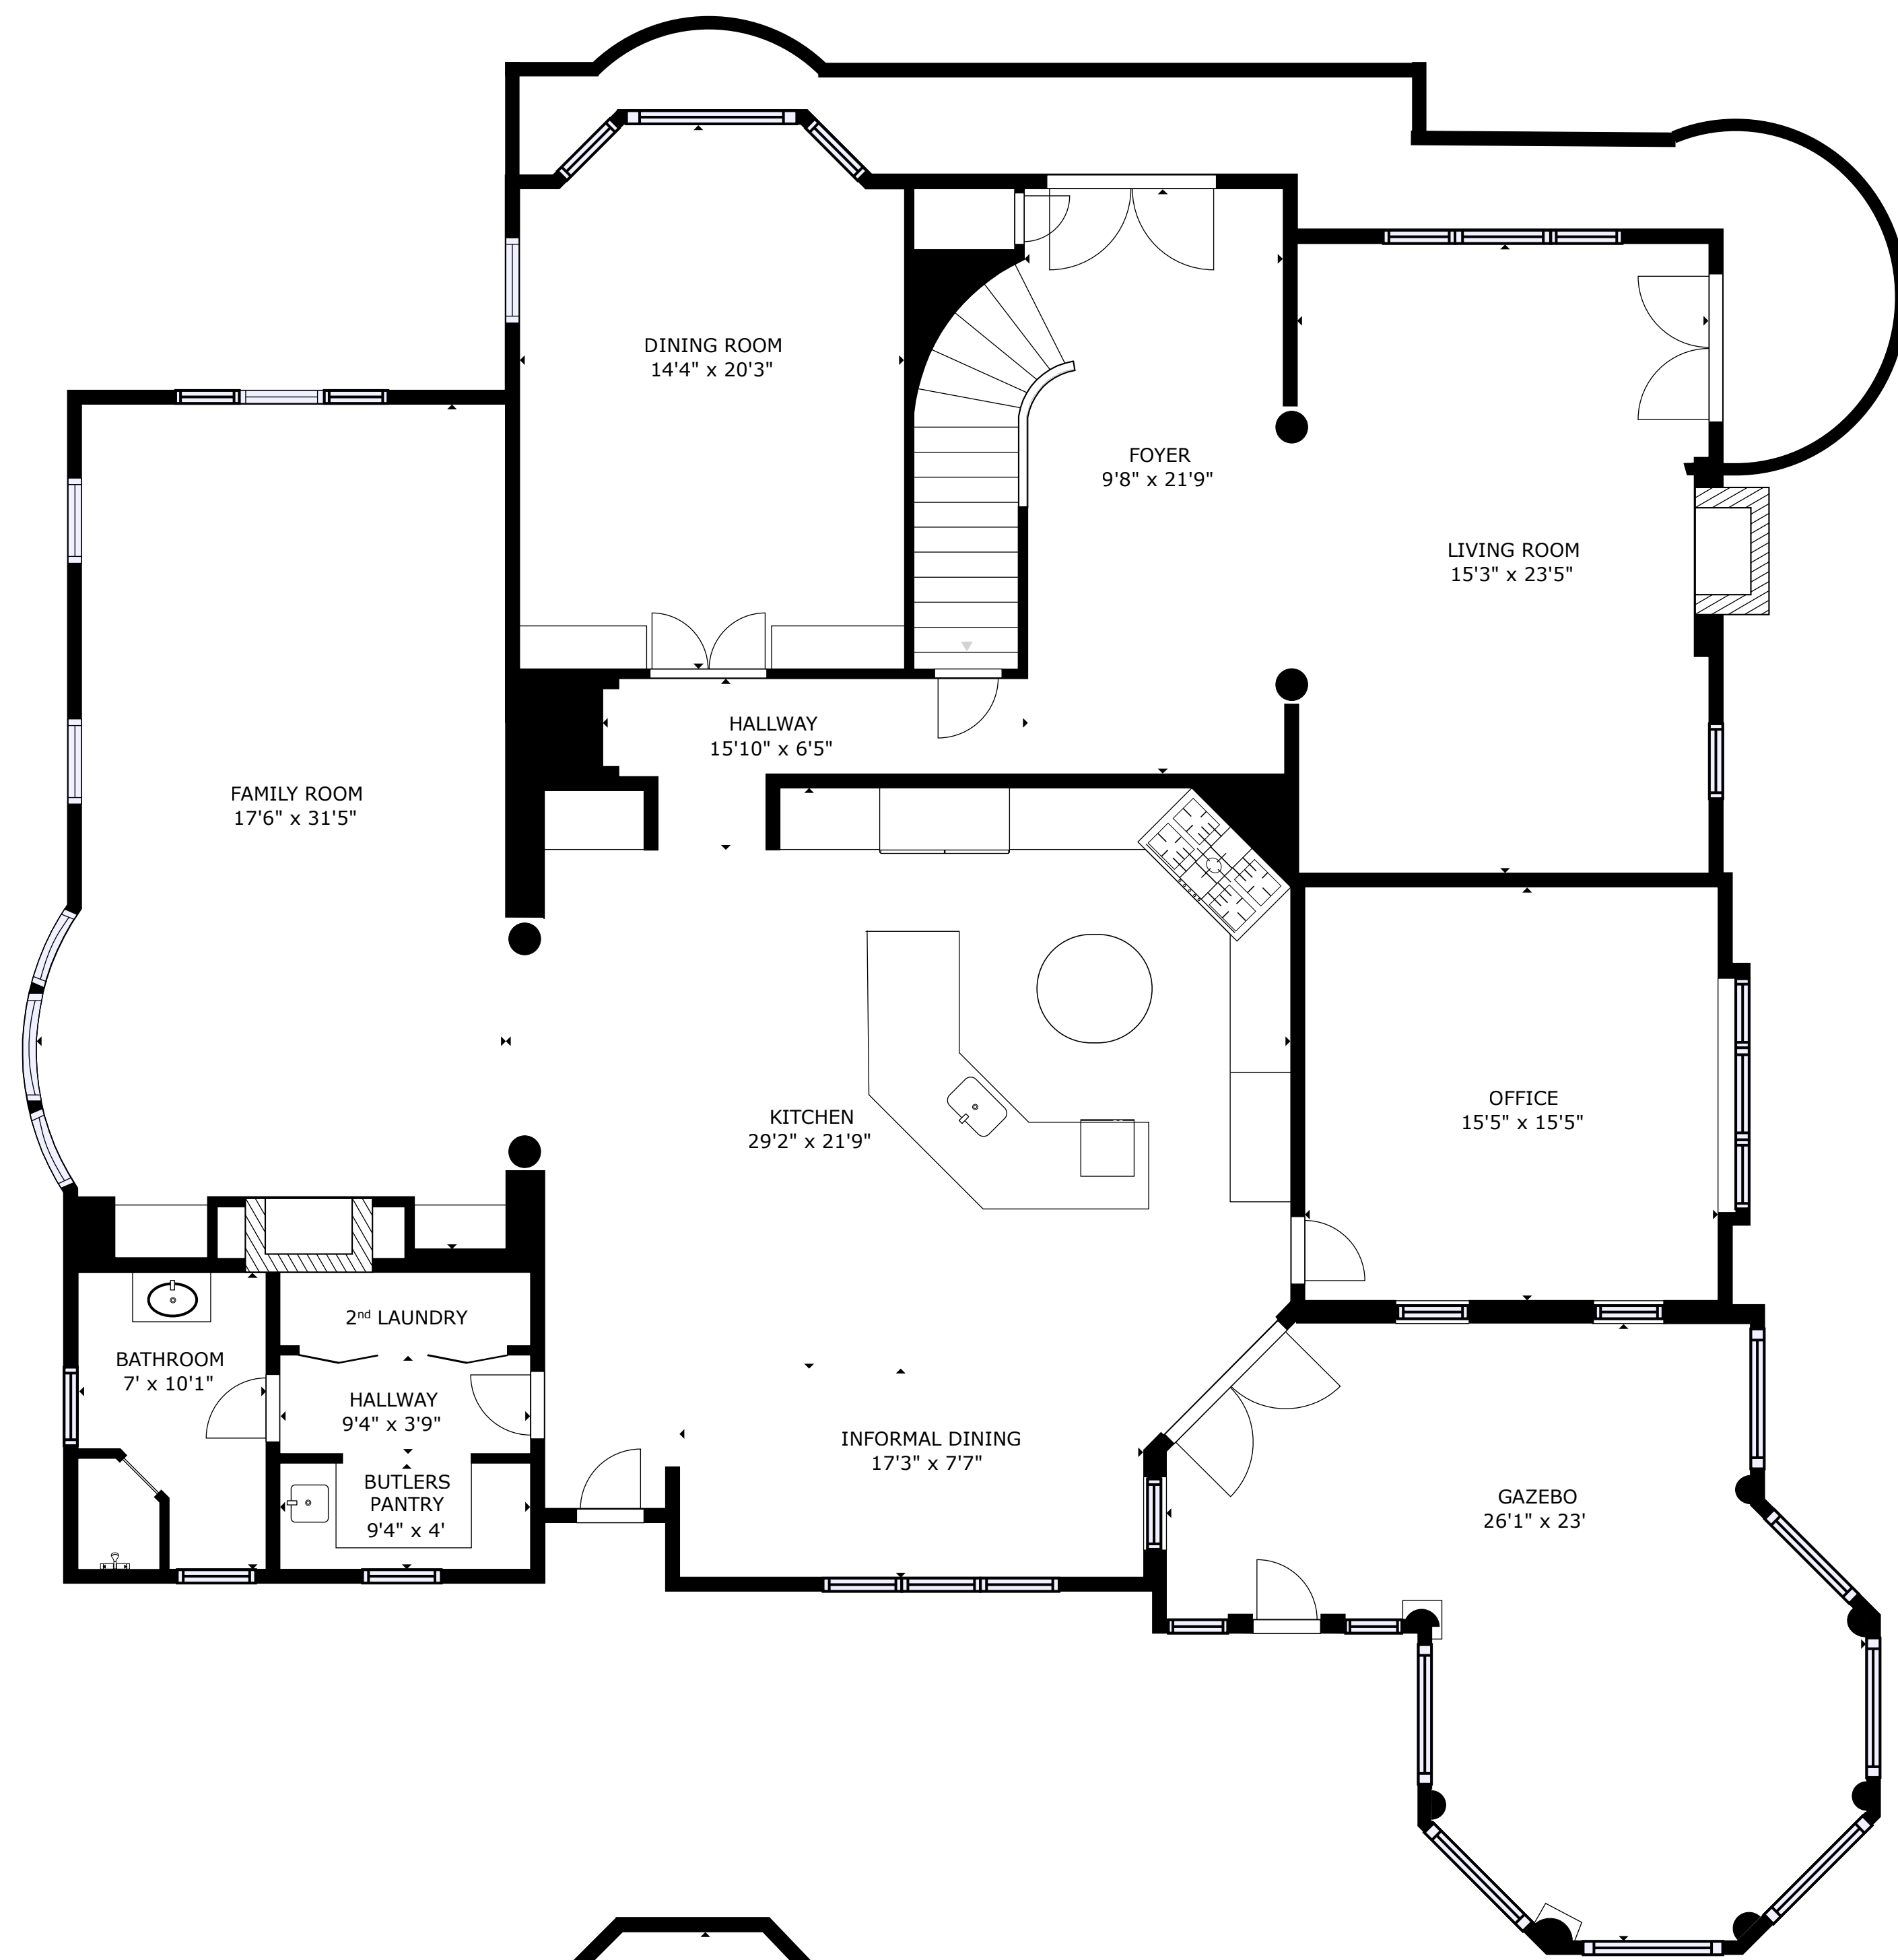 DINING ROOM
14'4" x 20'3"
FOYER
9'8" x 21'9"
LIVING ROOM
15'3" x 23'5"
HALLWAY
15'10" x 6'5"
FAMILY ROOM
17'6" x 31'5"
KITCHEN
29'2" x 21'9"
OFFICE
15'5" x 15'5"
2nd LAUNDRY
BATHROOM
7' x 10'1"
HALLWAY
9'4" x 3'9"
INFORMAL DINING
17'3" x 7'7"
BUTLERS
PANTRY
9'4" x 4'
GAZEBO
26'1" x 23'